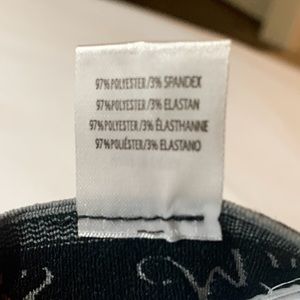 97% POLYESTER/3% SPANDEX
97% POLYESTER/3% ELASTAN
97% POLYESTER/3% ÉLASTHANNE
97% POLIÉSTER/3% ELASTANO